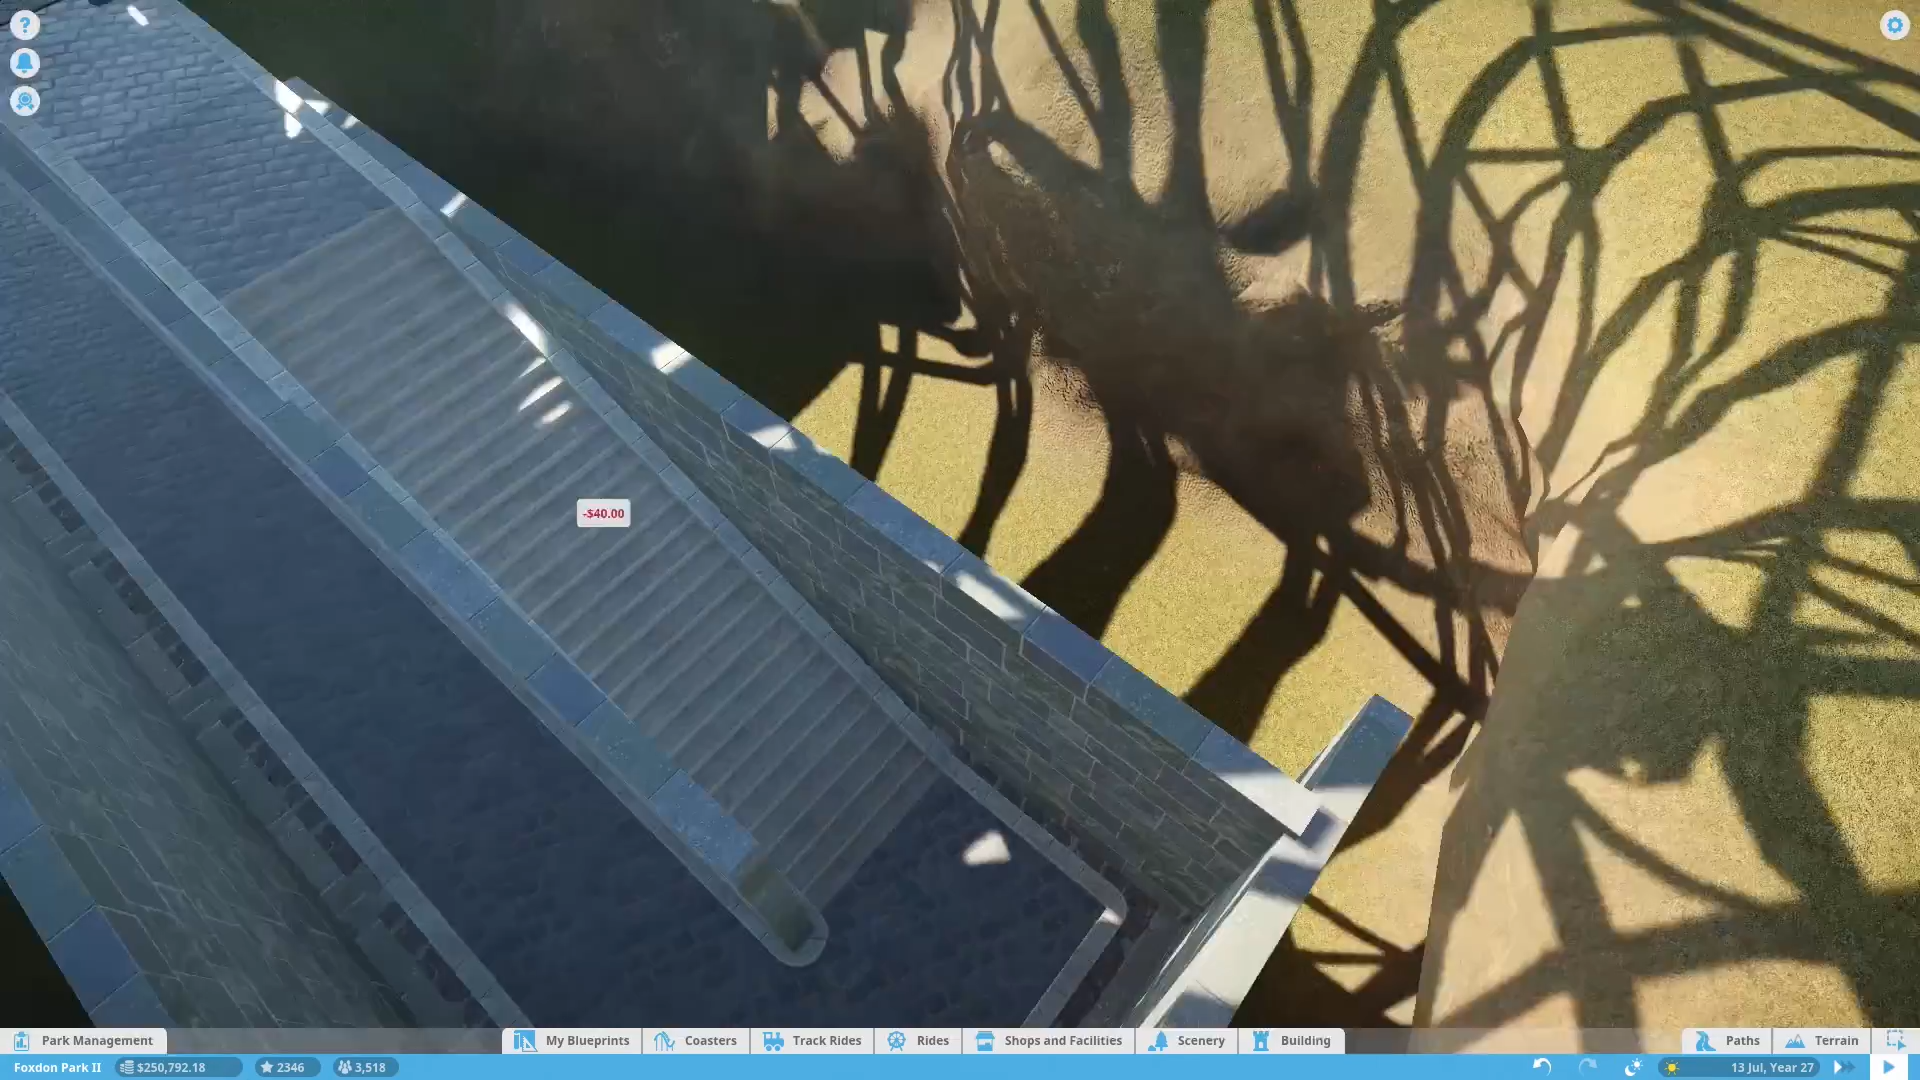 ?
-$40.00
Park Management
My Blueprints
Coasters
Track Rides
Rides
Shops and Facilities
Scenery
Building
Paths
Terrain
Foxdon Park II
$250,792.18
2346
3,518
13 Jul, Year 27